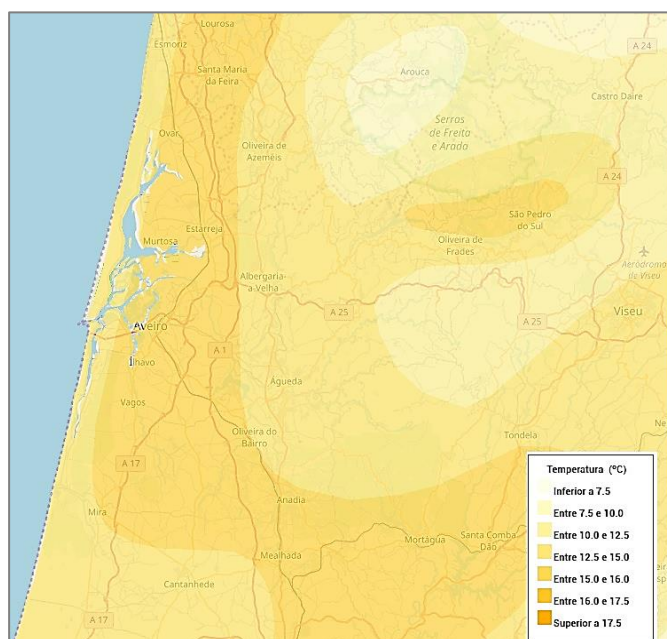 Lourosa
Esmoriz
A 24
Santa Maria
da Feira
Arouca
Castro Daire
Serras
de Freita
e Arada
Ovar
Oliveira de
Azeméis
A 24
São Pedro
do Sul
Estarreja
Murtosa
Oliveira de
Frades
Aeródromo
de Viseu
Albergaria-
a-Velha
A 25
Viseu
A 25
Aveiro
A 1
Ílhavo
Águeda
Vagos
Oliveira do
Bairro
Tondela
A 17
Anadia
Mira
Mortágua
Santa Comba
Dão
Mealhada
Cantanhede
A 17
Temperatura (ºC)
Inferior a 7.5
Entre 7.5 e 10.0
Entre 10.0 e 12.5
Entre 12.5 e 15.0
Entre 15.0 e 16.0
Entre 16.0 e 17.5
Superior a 17.5